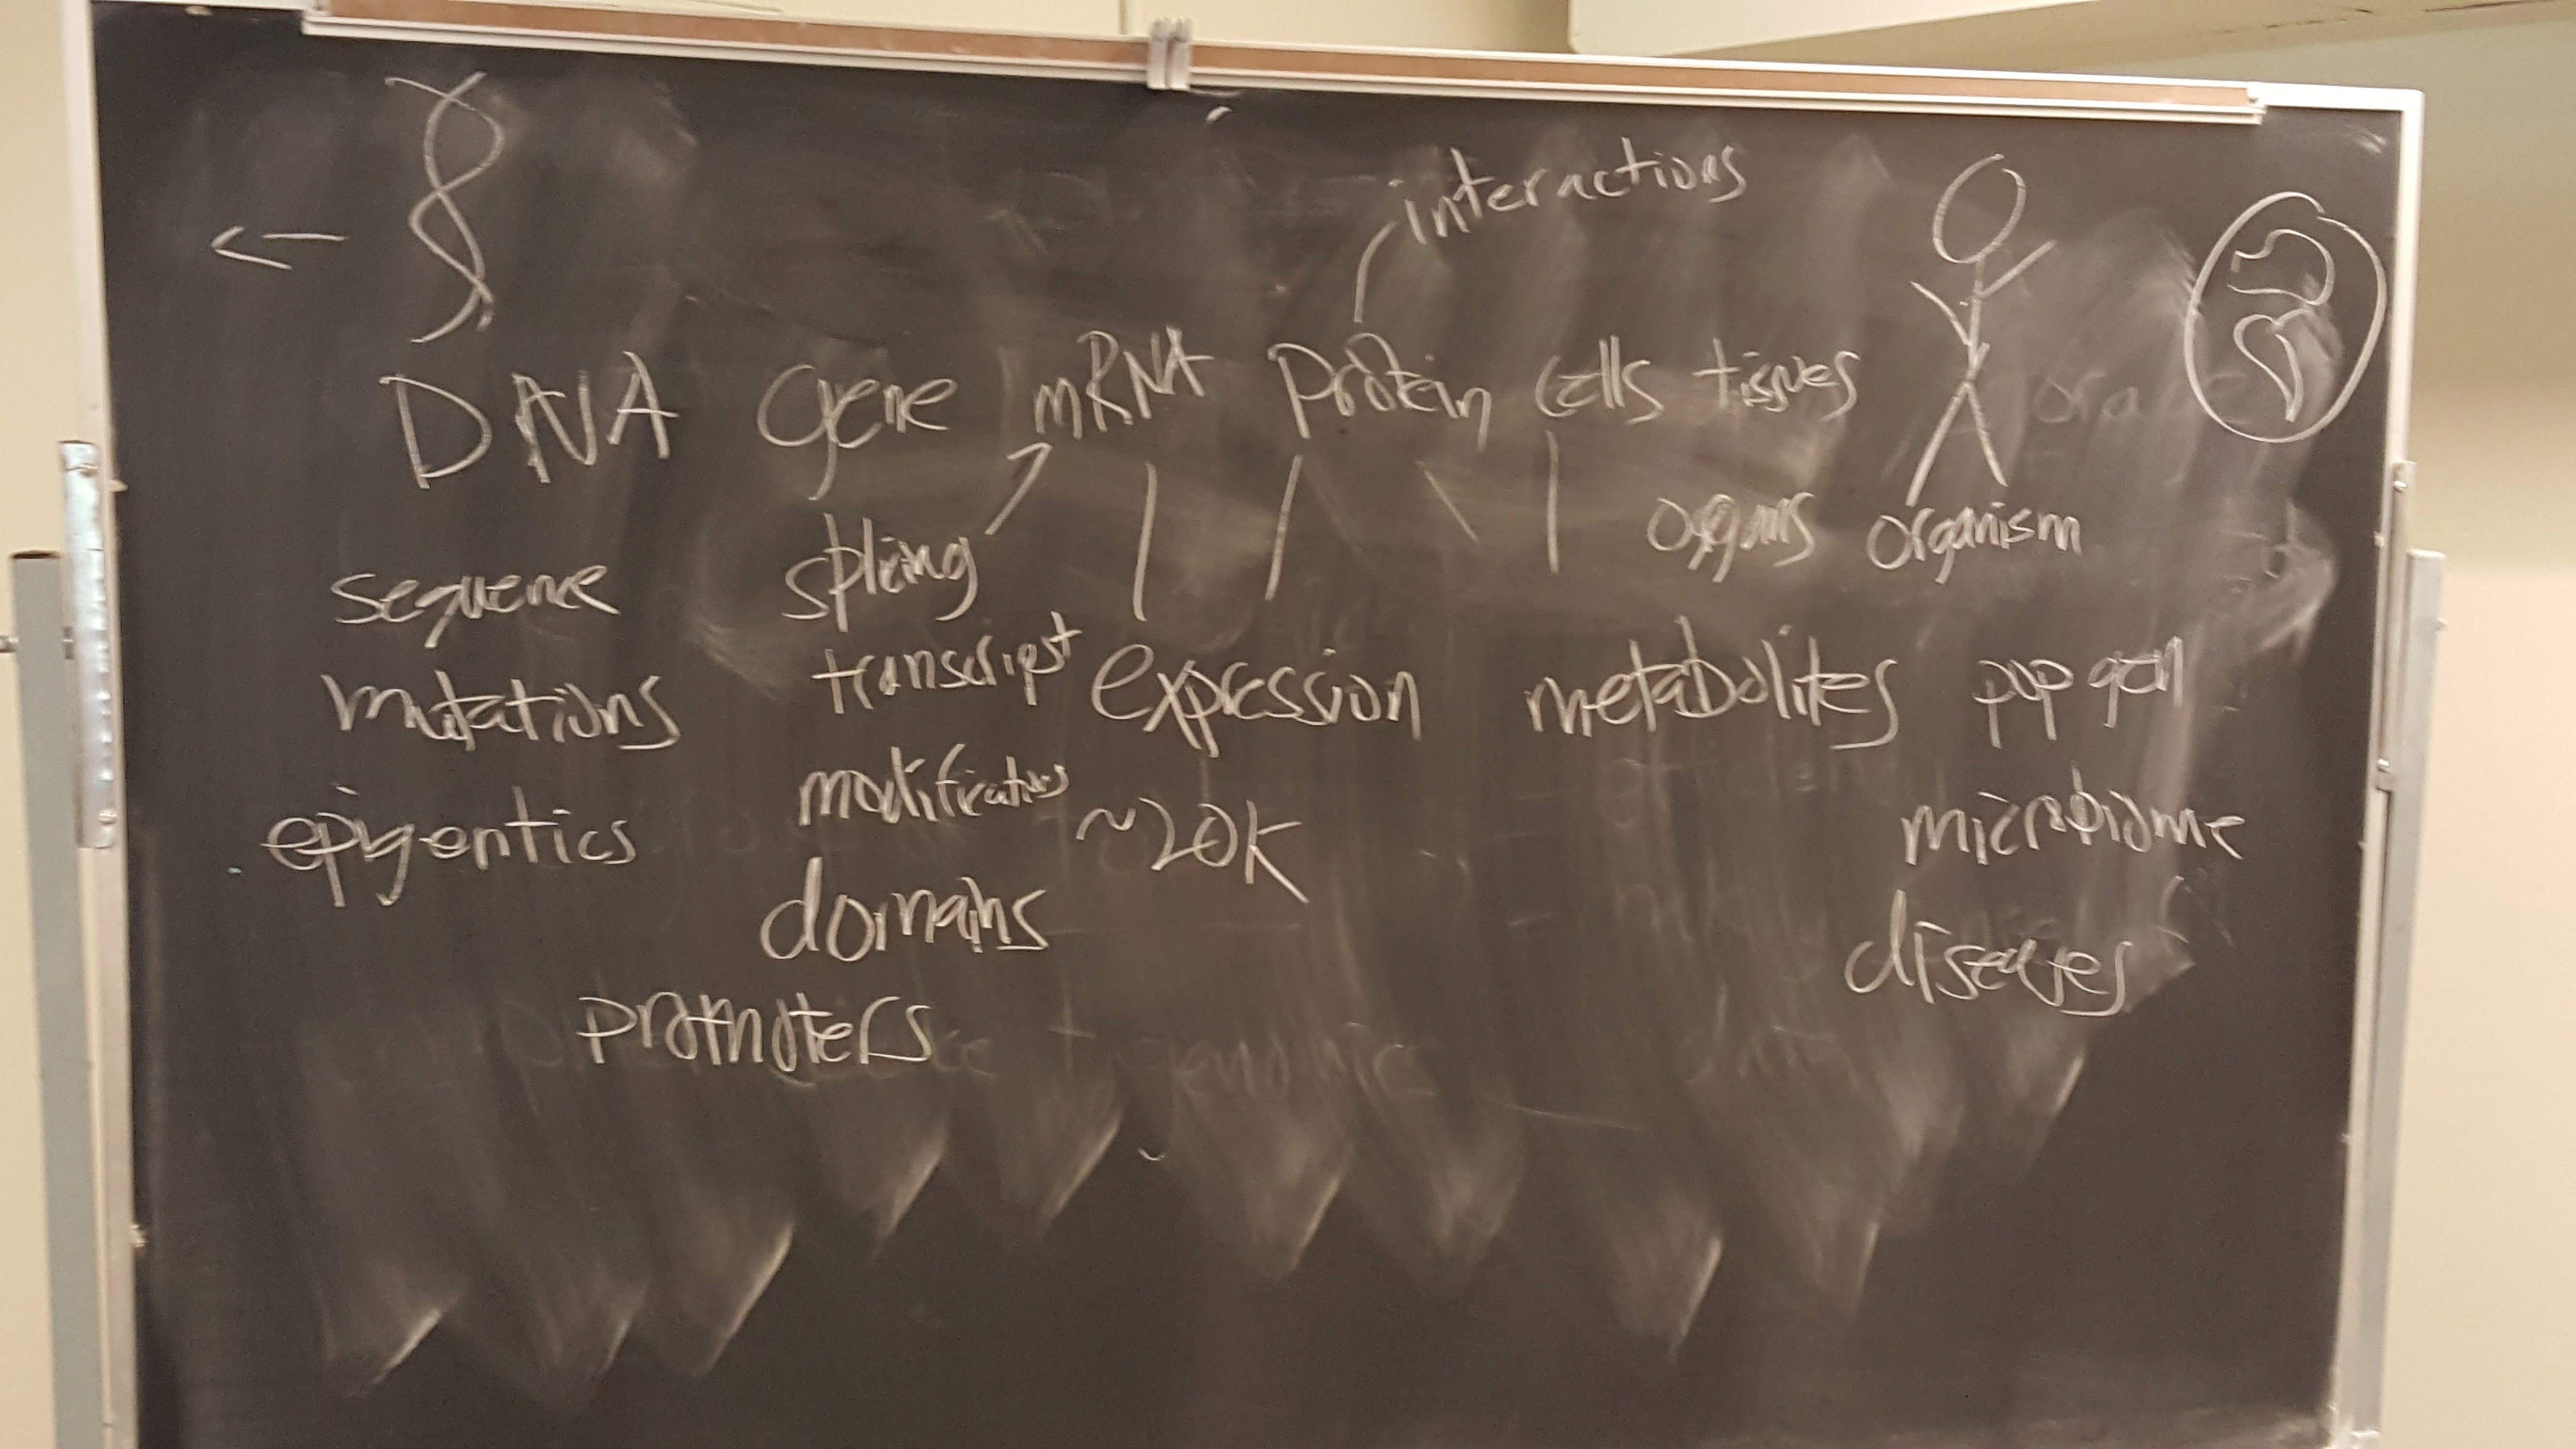 interactions
DNA Gene mRNA Protein Cells tissues
organs organism
sequence
splicing
mutations
transcript expression metabolites pop gen
epigentics
modifications ~20K
microbiome
domains
diseases
promoters